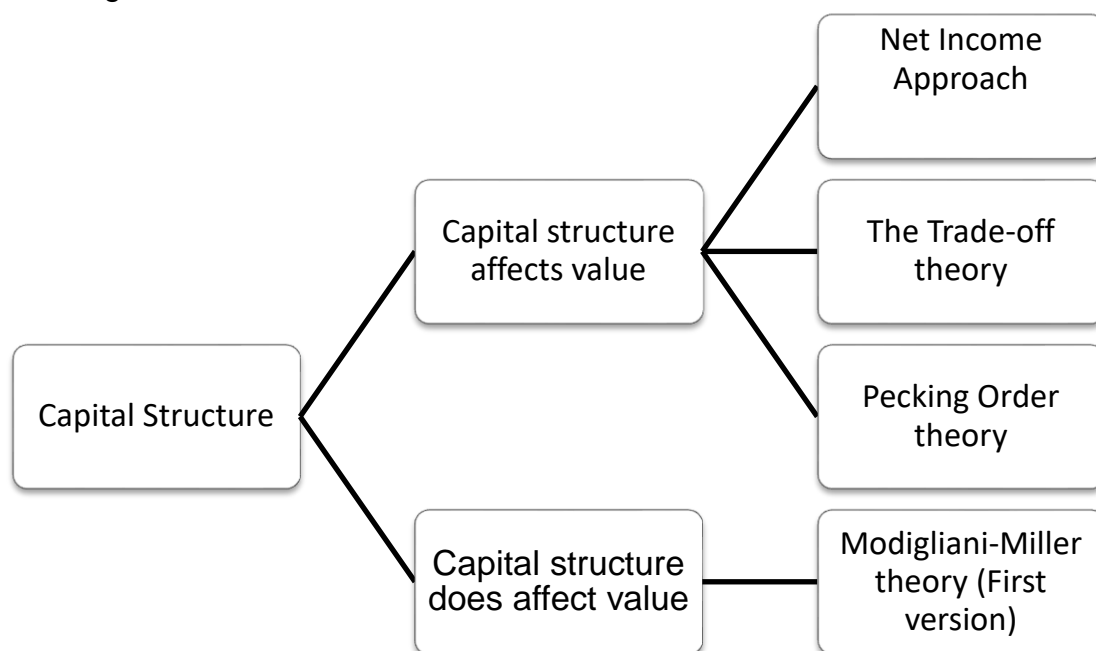 Net Income
Approach
Capital structure
affects value
The Trade-off
theory
Capital Structure
Pecking Order
theory
Capital structure
does affect value
Modigliani-Miller
theory (First
version)